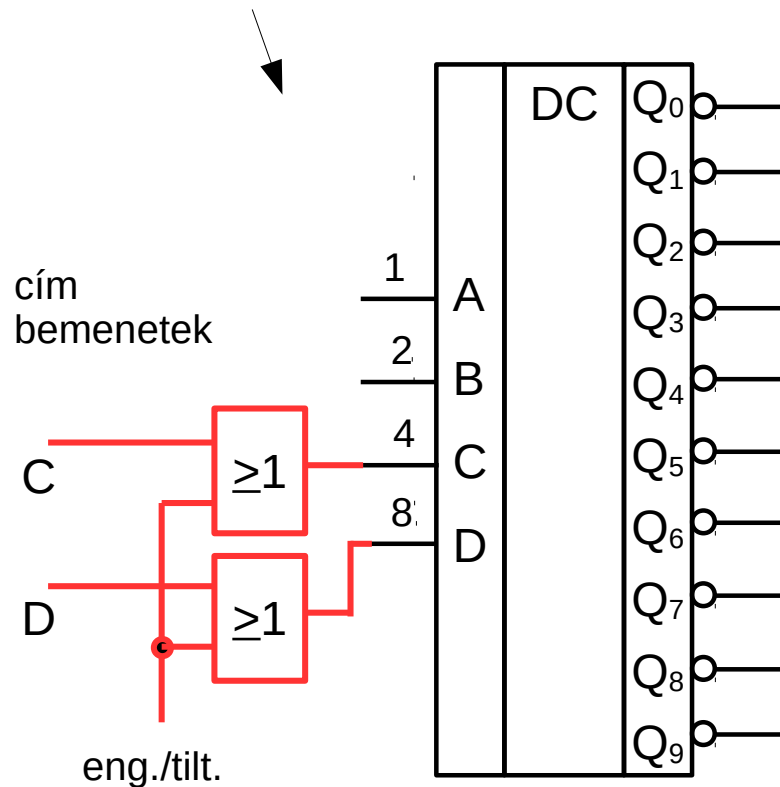 DC
Q0
Q1
Q2
Q3
Q4
Q5
Q6
Q7
Q8
Q9
cím
bemenetek
1
A
2
B
4
C
8
D
C
≥1
D
≥1
eng./tilt.